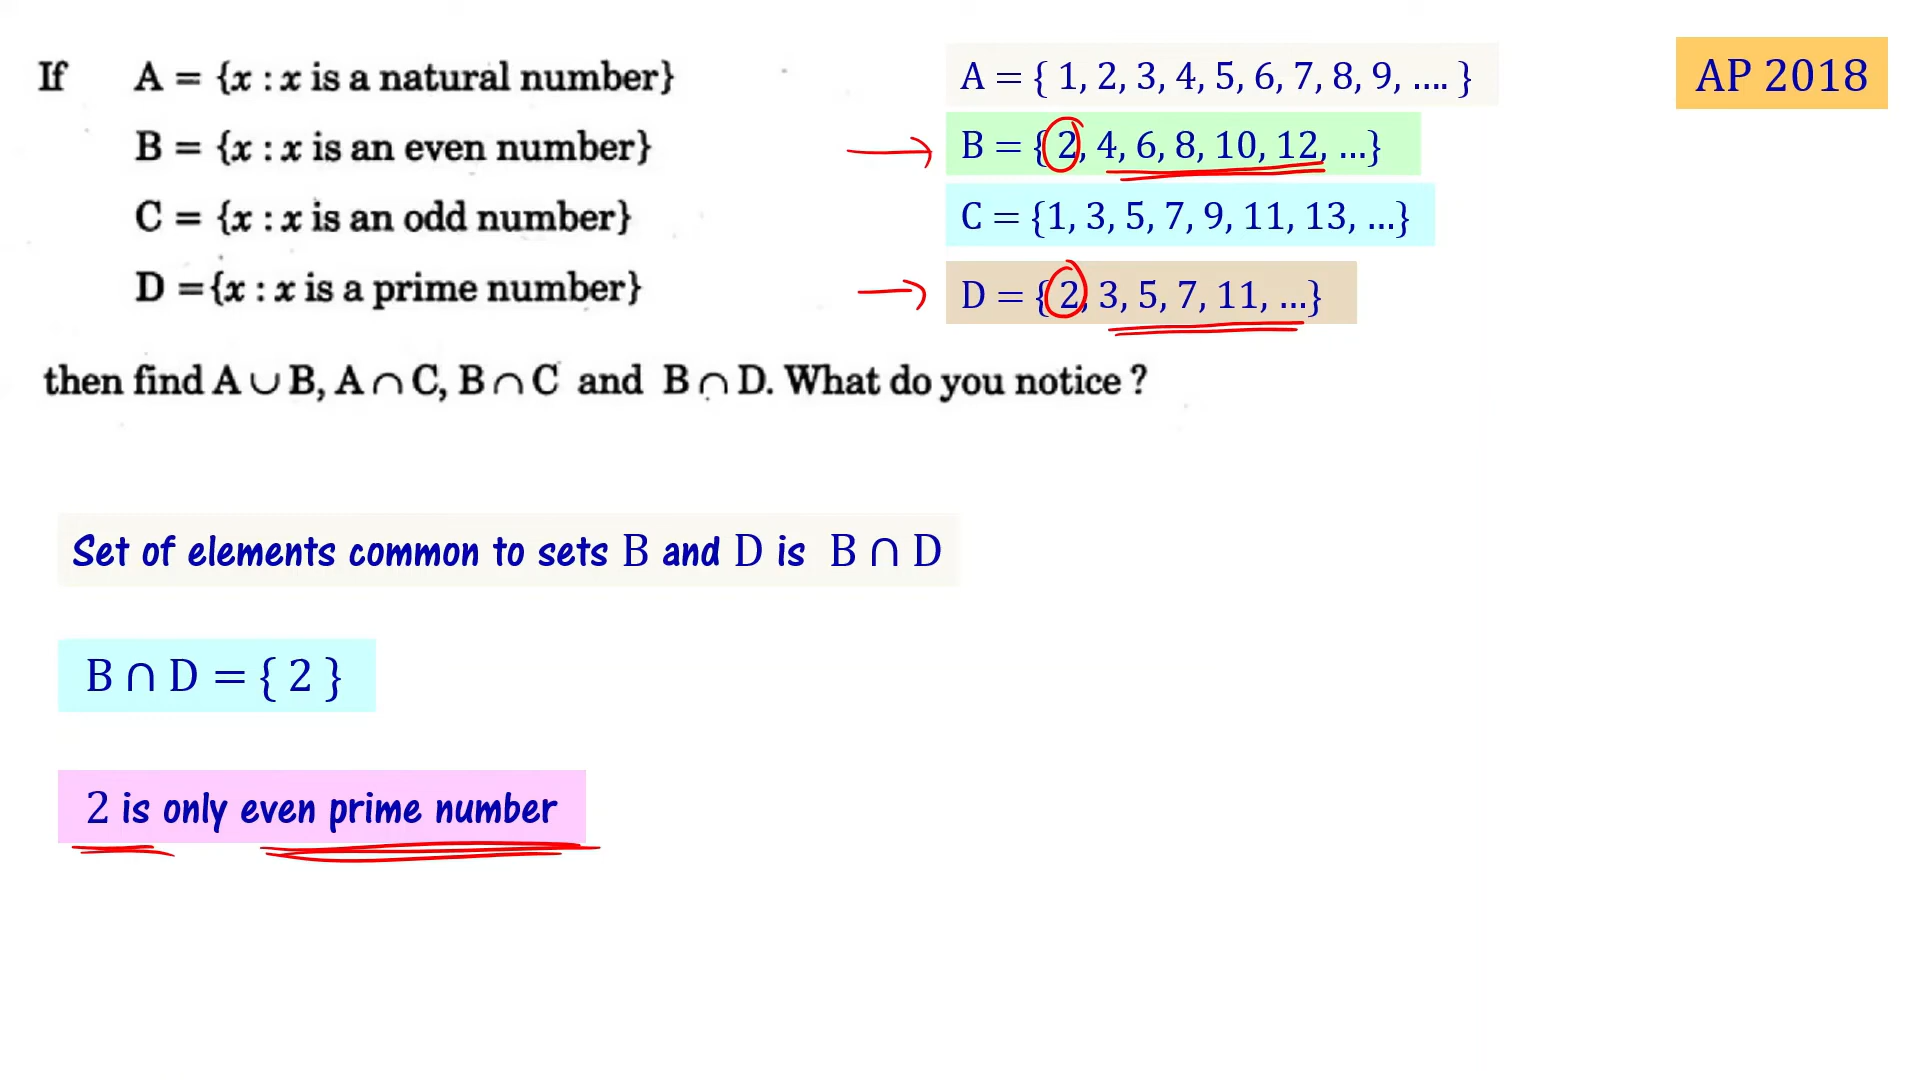 If A = {x : x is a natural number}
B = {x : x is an even number}
C = {x : x is an odd number}
D ={x : x is a prime number}
then find A ∪ B, A ∩ C, B ∩ C and B ∩ D. What do you notice ?
A = { 1, 2, 3, 4, 5, 6, 7, 8, 9, .... }
B = { 2, 4, 6, 8, 10, 12, ...}
C = {1, 3, 5, 7, 9, 11, 13, ...}
D = { 2, 3, 5, 7, 11, ...}
AP 2018
Set of elements common to sets B and D is B ∩ D
B ∩ D = { 2 }
2 is only even prime number